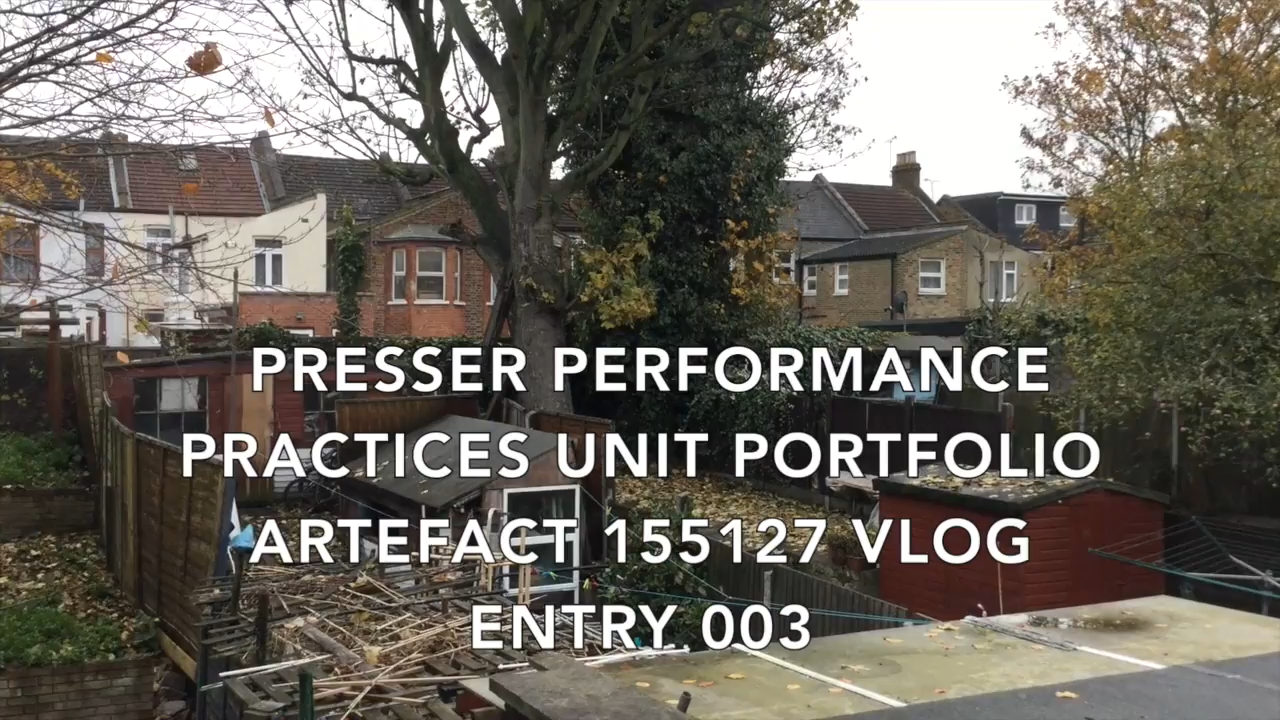 PRESSER PERFORMANCE
PRACTICES UNIT PORTFOLIO
ARTEFACT 155127 VLOG
ENTRY 003